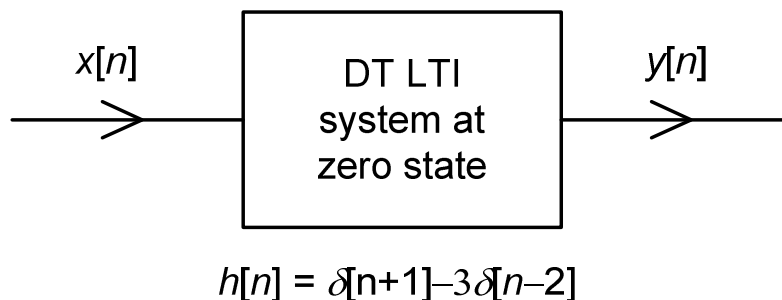 x[n]
DT LTI
system at
zero state
y[n]
h[n] = δ[n+1]–3δ[n–2]